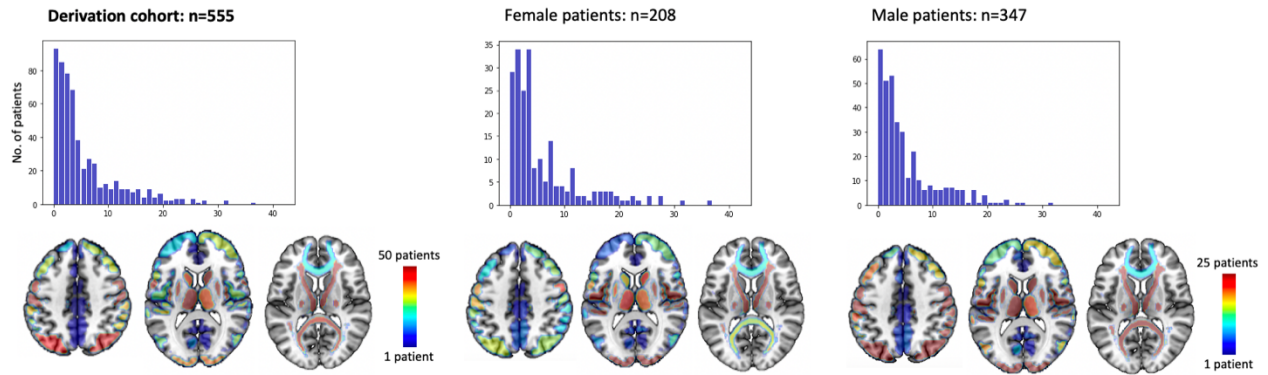 Derivation cohort: n=555
Female patients: n=208
Male patients: n=347
No. of patients
80
60
40
20
0
0 10 20 30 40
35
30
25
20
15
10
5
0
0 10 20 30 40
60
50
40
30
20
10
0
0 10 20 30 40
50 patients
1 patient
25 patients
1 patient